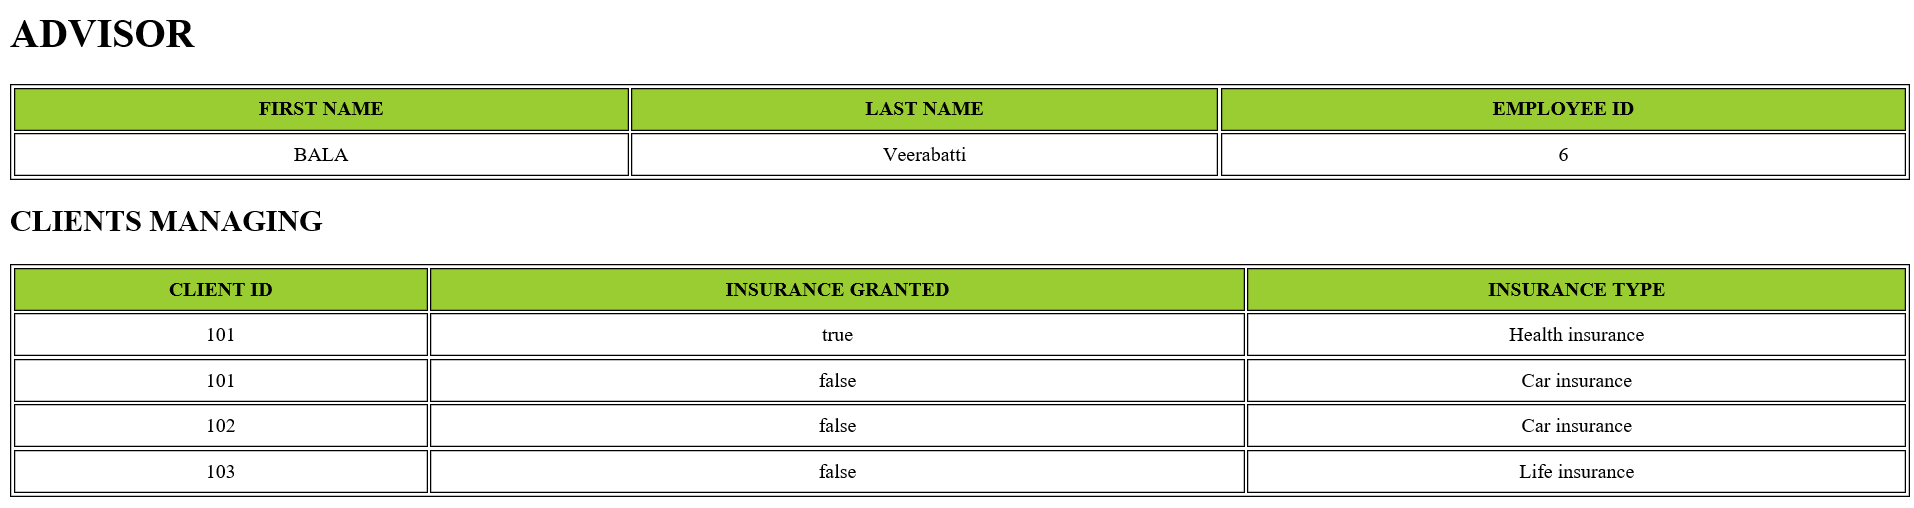 ADVISOR
FIRST NAME LAST NAME EMPLOYEE ID
BALA Veerabatti 6
CLIENTS MANAGING
CLIENT ID INSURANCE GRANTED INSURANCE TYPE
101 true Health insurance
101 false Car insurance
102 false Car insurance
103 false Life insurance